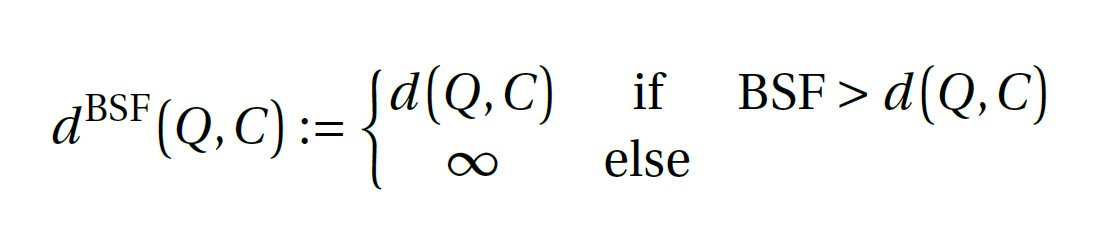 d^BSF(Q,C) := { d(Q,C) if BSF > d(Q,C)
∞ else